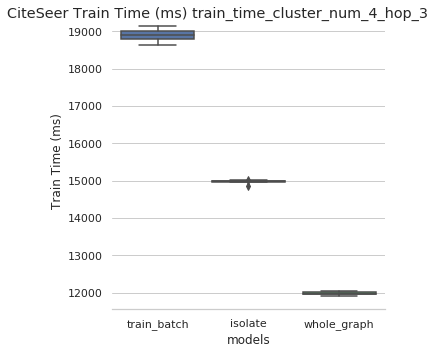 CiteSeer Train Time (ms) train_time_cluster_num_4_hop_3
19000
18000
17000
16000
15000
14000
13000
12000
Train Time (ms)
train_batch isolate whole_graph
models